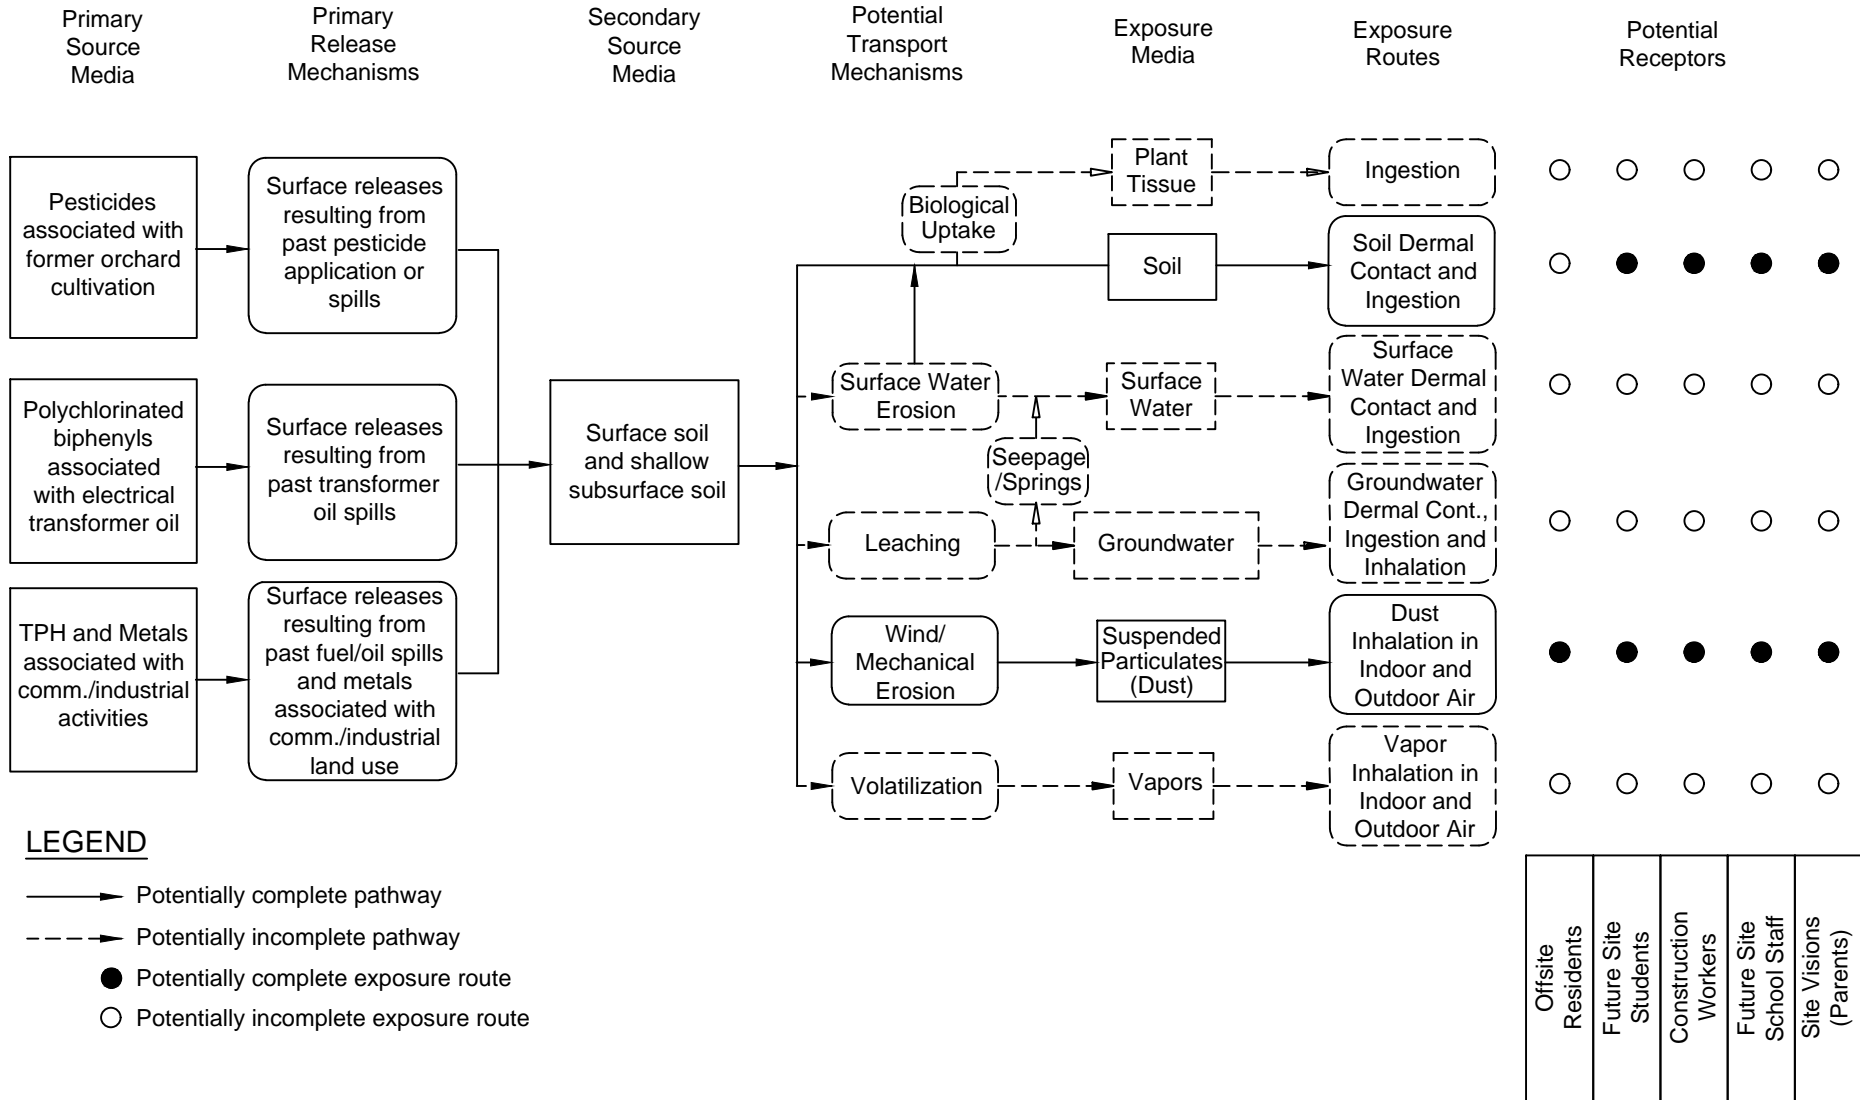 Primary
Source
Media
Primary
Release
Mechanisms
Secondary
Source
Media
Potential
Transport
Mechanisms
Exposure
Media
Exposure
Routes
Potential
Receptors
Pesticides
associated with
former orchard
cultivation
Surface releases
resulting from
past pesticide
application or
spills
Polychlorinated
biphenyls
associated
with electrical
transformer oil
Surface releases
resulting from
past transformer
oil spills
TPH and Metals
associated with
comm./industrial
activities
Surface releases
resulting from
past fuel/oil spills
and metals
associated with
comm./industrial
land use
Surface soil
and shallow
subsurface soil
Biological
Uptake
Plant
Tissue
Ingestion
Soil
Soil Dermal
Contact and
Ingestion
Surface Water
Erosion
Surface
Water
Surface
Water Dermal
Contact and
Ingestion
Seepage
/Springs
Leaching
Groundwater
Groundwater
Dermal Cont.,
Ingestion and
Inhalation
Wind/
Mechanical
Erosion
Suspended
Particulates
(Dust)
Dust
Inhalation in
Indoor and
Outdoor Air
Volatilization
Vapors
Vapor
Inhalation in
Indoor and
Outdoor Air
LEGEND
Potentially complete pathway
Potentially incomplete pathway
Potentially complete exposure route
Potentially incomplete exposure route
Offsite
Residents
Future Site
Students
Construction
Workers
Future Site
School Staff
Site Visions
(Parents)